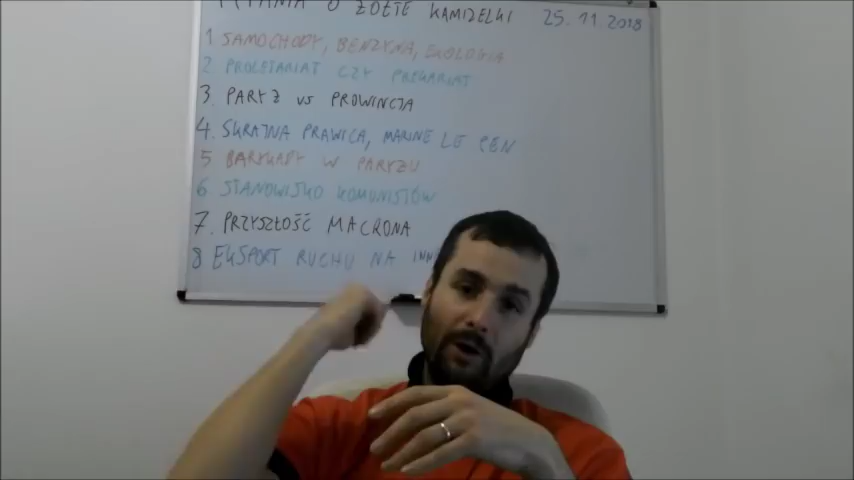 PYTANIA O ŻÓŁTE KAMIZELKI 25.11.2018
1 SAMOCHODY, BENZYNA, EKOLOGIA
2 PROLETARIAT CZY PREKARIAT
3 PARYŻ vs PROWINCJA
4. SKRAJNA PRAWICA, MARINE LE PEN
5 BARYKADY W PARYŻU
6 STANOWISKO KOMUNISTÓW
7. PRZYSZŁOŚĆ MACRONA
8 EKSPORT RUCHU NA